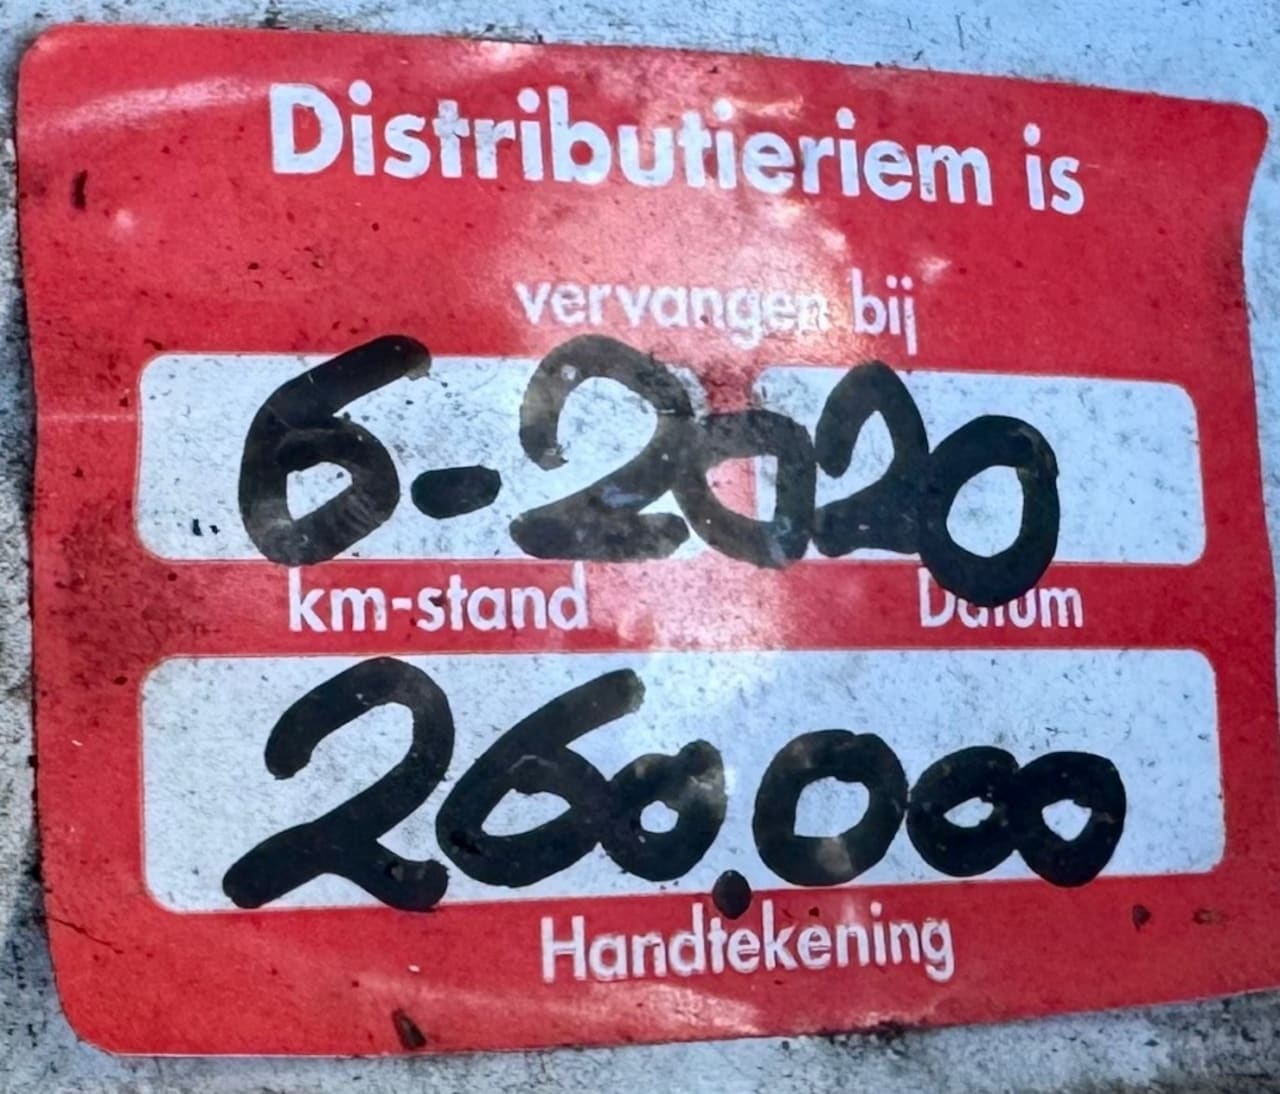 Distributieriem is
vervangen bij
6-2020
km-stand Datum
260.000
Handtekening